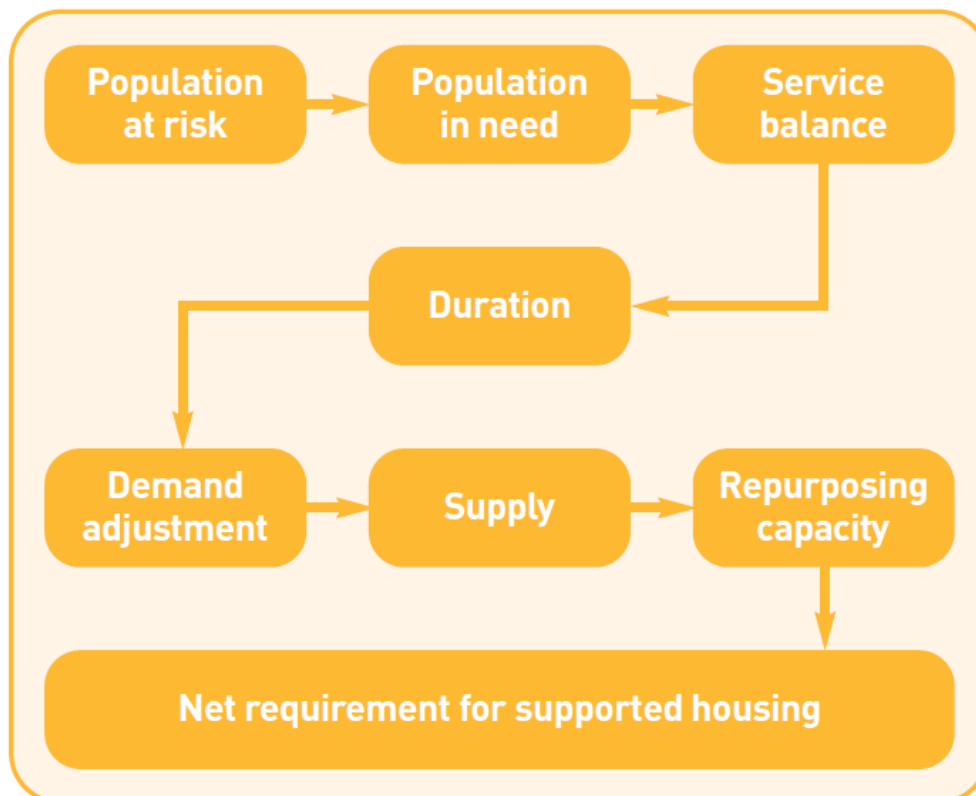 Population
at risk
Population
in need
Service
balance
Duration
Demand
adjustment
Supply
Repurposing
capacity
Net requirement for supported housing